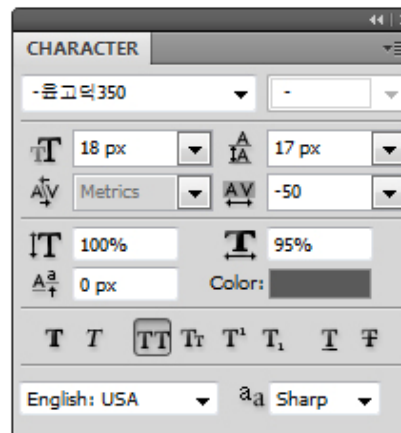 CHARACTER
-윤고딕350 -
18 px 17 px
Metrics -50
100% 95%
0 px Color:
T T TT Tт T¹ T₁ T T
English: USA aa Sharp